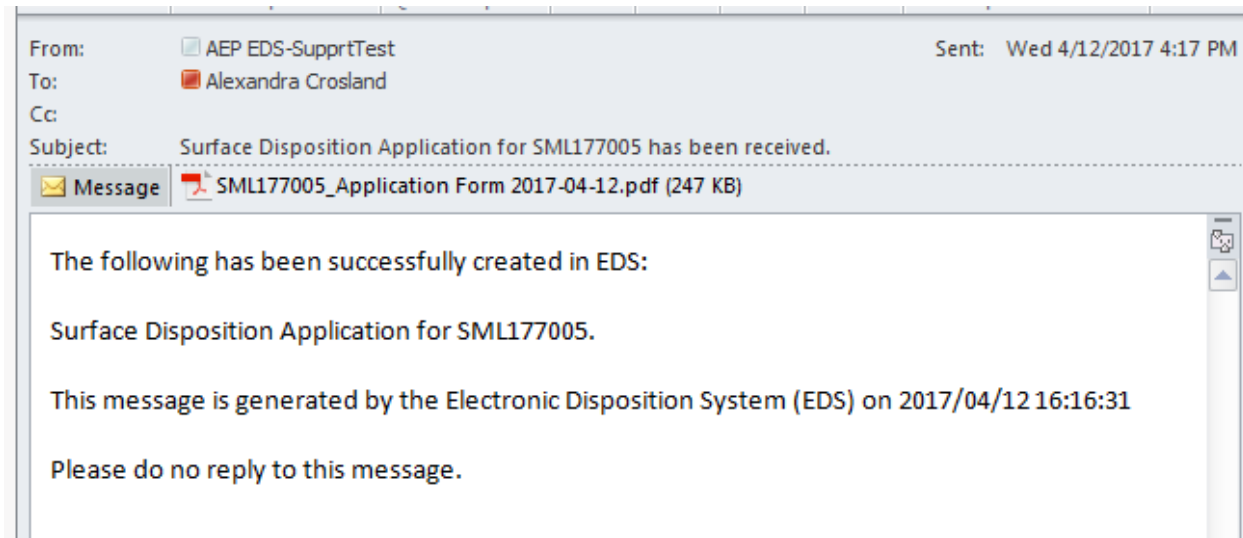 From: AEP EDS-SupprtTest Sent: Wed 4/12/2017 4:17 PM
To: Alexandra Crosland
Cc:
Subject: Surface Disposition Application for SML177005 has been received.
Message SML177005_Application Form 2017-04-12.pdf (247 KB)
The following has been successfully created in EDS:
Surface Disposition Application for SML177005.
This message is generated by the Electronic Disposition System (EDS) on 2017/04/12 16:16:31
Please do no reply to this message.